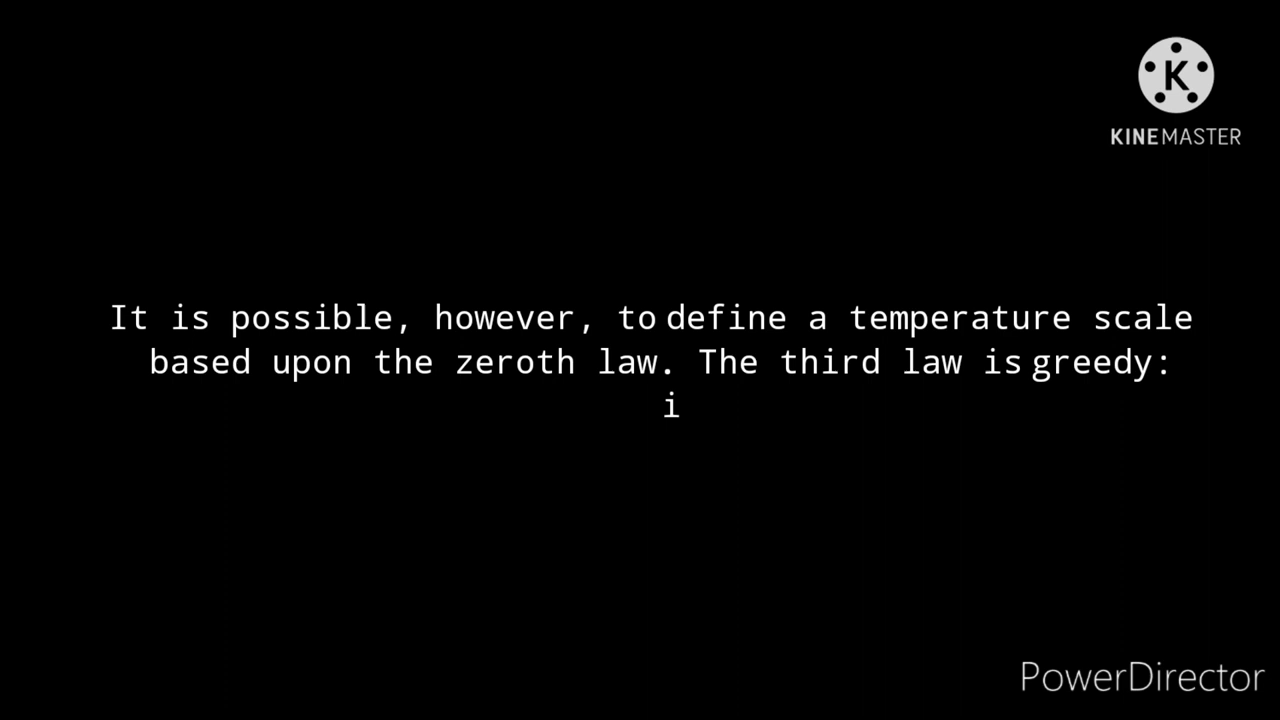 K
KINEMASTER
It is possible, however, to define a temperature scale
based upon the zeroth law. The third law is greedy:
i
PowerDirector